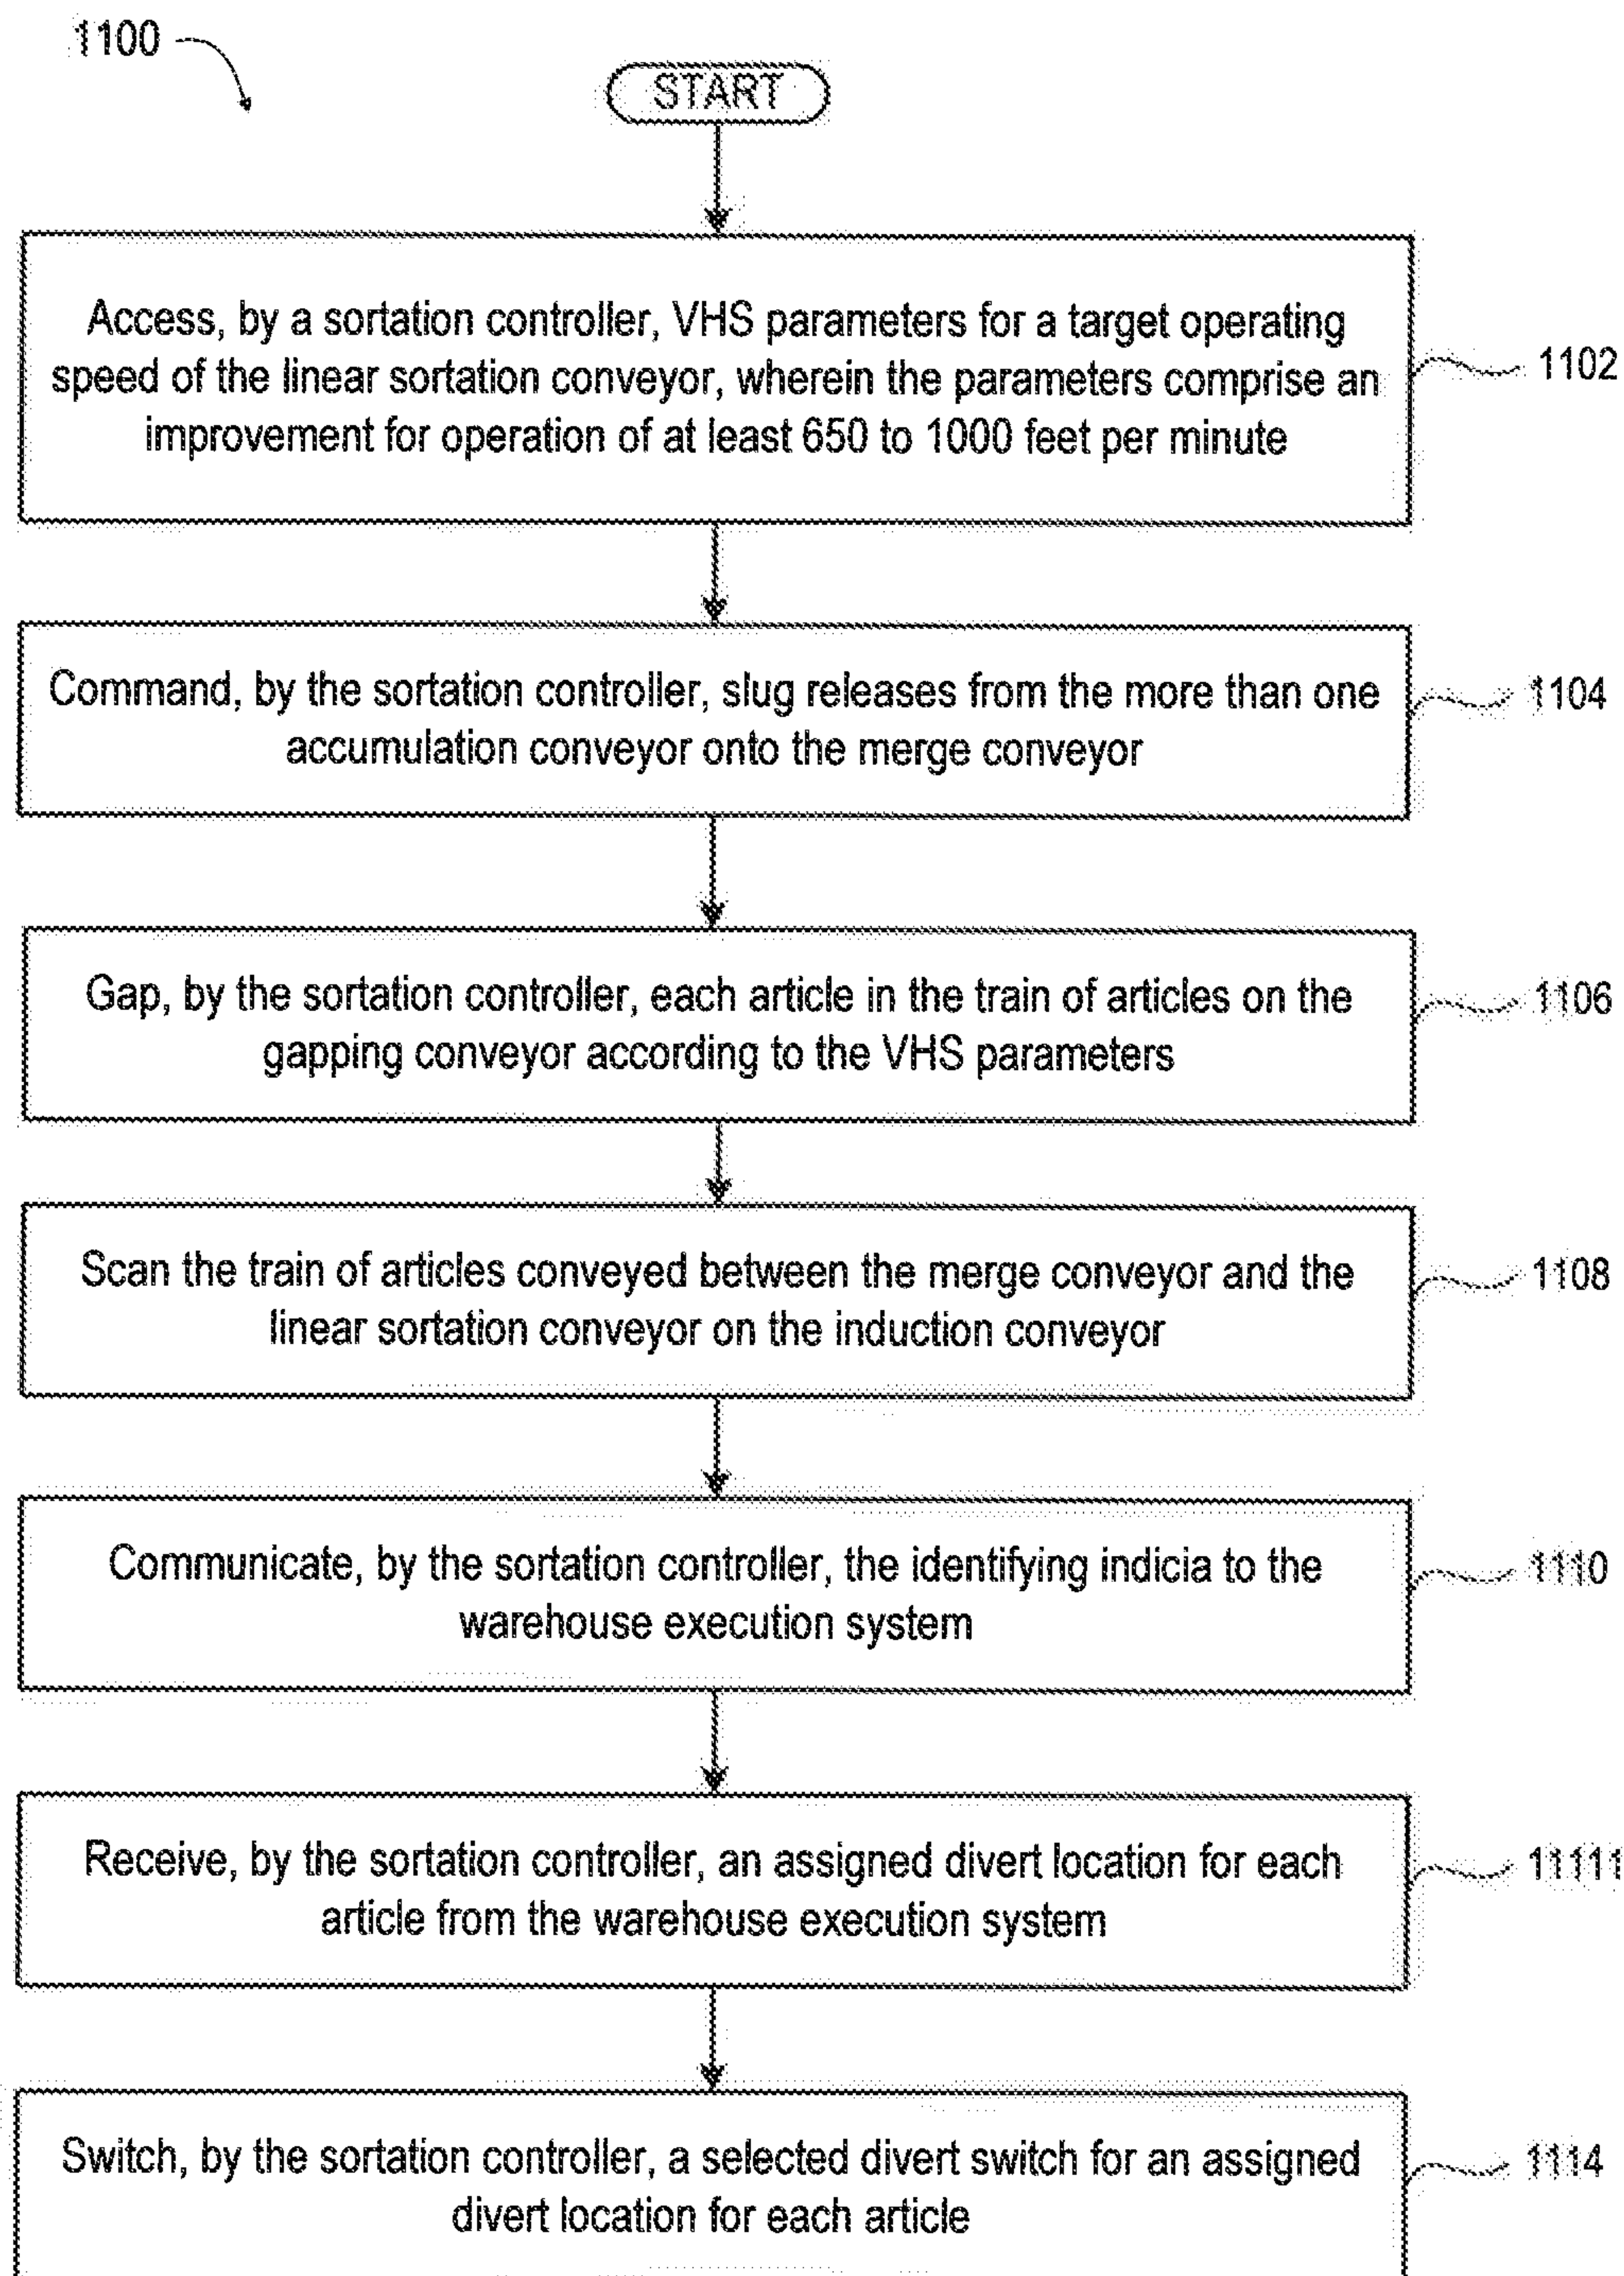 1100
START
Access, by a sortation controller, VHS parameters for a target operating
speed of the linear sortation conveyor, wherein the parameters comprise an
improvement for operation of at least 650 to 1000 feet per minute
1102
Command, by the sortation controller, slug releases from the more than one
accumulation conveyor onto the merge conveyor
1104
Gap, by the sortation controller, each article in the train of articles on the
gapping conveyor according to the VHS parameters
1106
Scan the train of articles conveyed between the merge conveyor and the
linear sortation conveyor on the induction conveyor
1108
Communicate, by the sortation controller, the identifying indicia to the
warehouse execution system
1110
Receive, by the sortation controller, an assigned divert location for each
article from the warehouse execution system
11111
Switch, by the sortation controller, a selected divert switch for an assigned
divert location for each article
1114